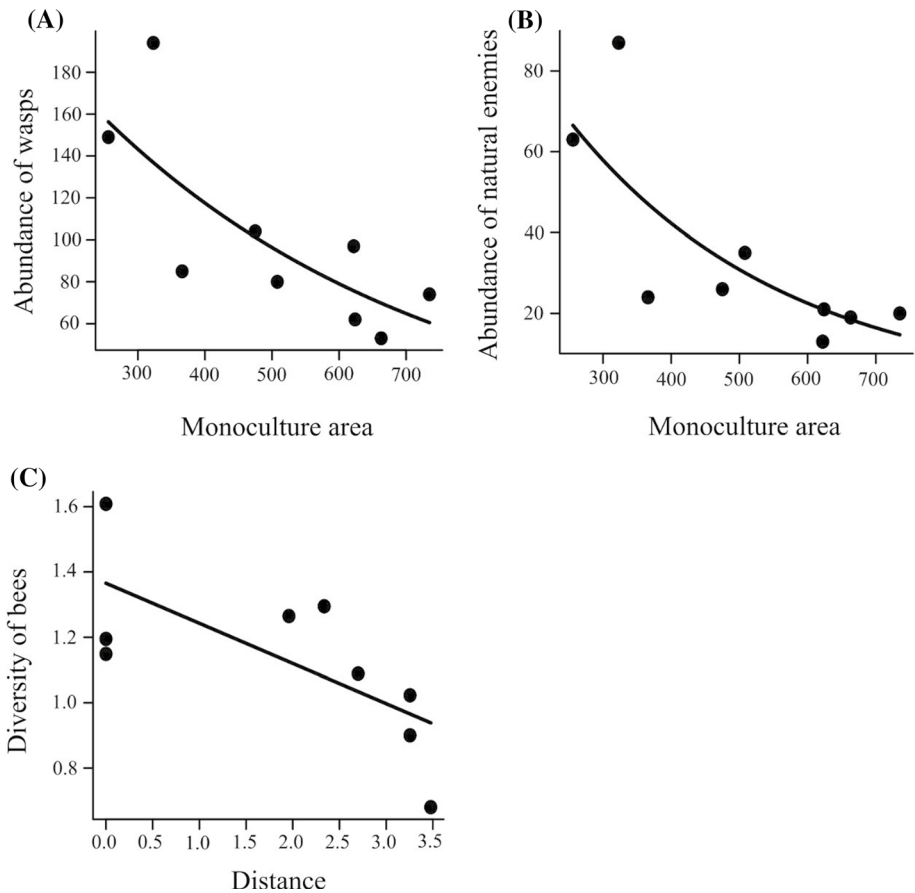 (A)
Abundance of wasps
180
160
140
120
100
80
60
300 400 500 600 700
Monoculture area
(B)
Abundance of natural enemies
80
60
40
20
300 400 500 600 700
Monoculture area
(C)
Diversity of bees
1.6
1.4
1.2
1.0
0.8
0.0 0.5 1.0 1.5 2.0 2.5 3.0 3.5
Distance